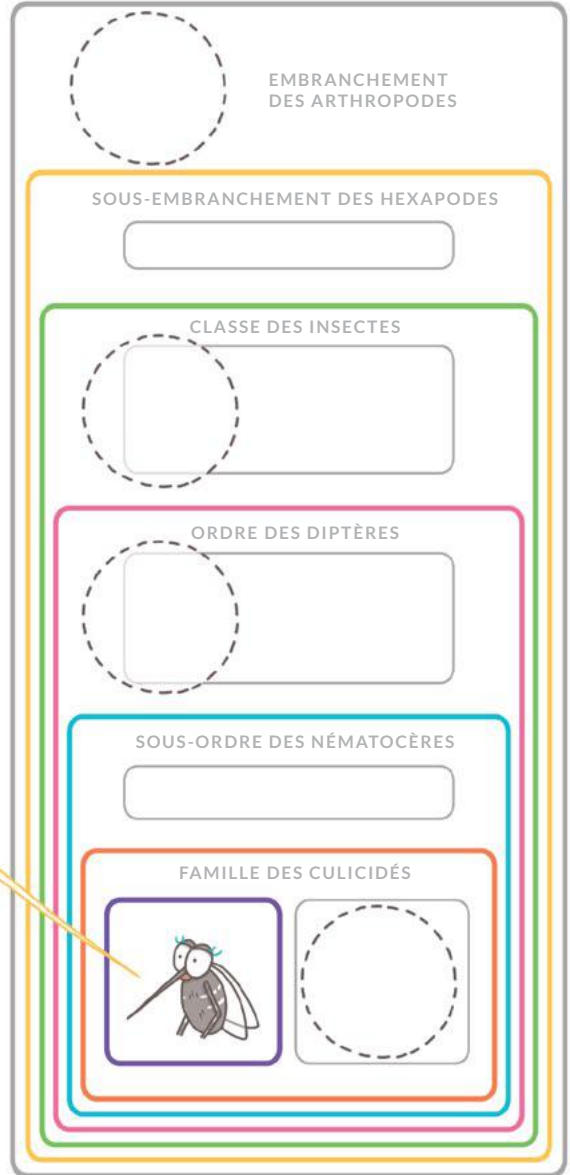 EMBRANCHEMENT
DES ARTHROPODES
SOUS-EMBRANCHEMENT DES HEXAPODES
CLASSE DES INSECTES
ORDRE DES DIPTÈRES
SOUS-ORDRE DES NÉMATOCÈRES
FAMILLE DES CULICIDÉS